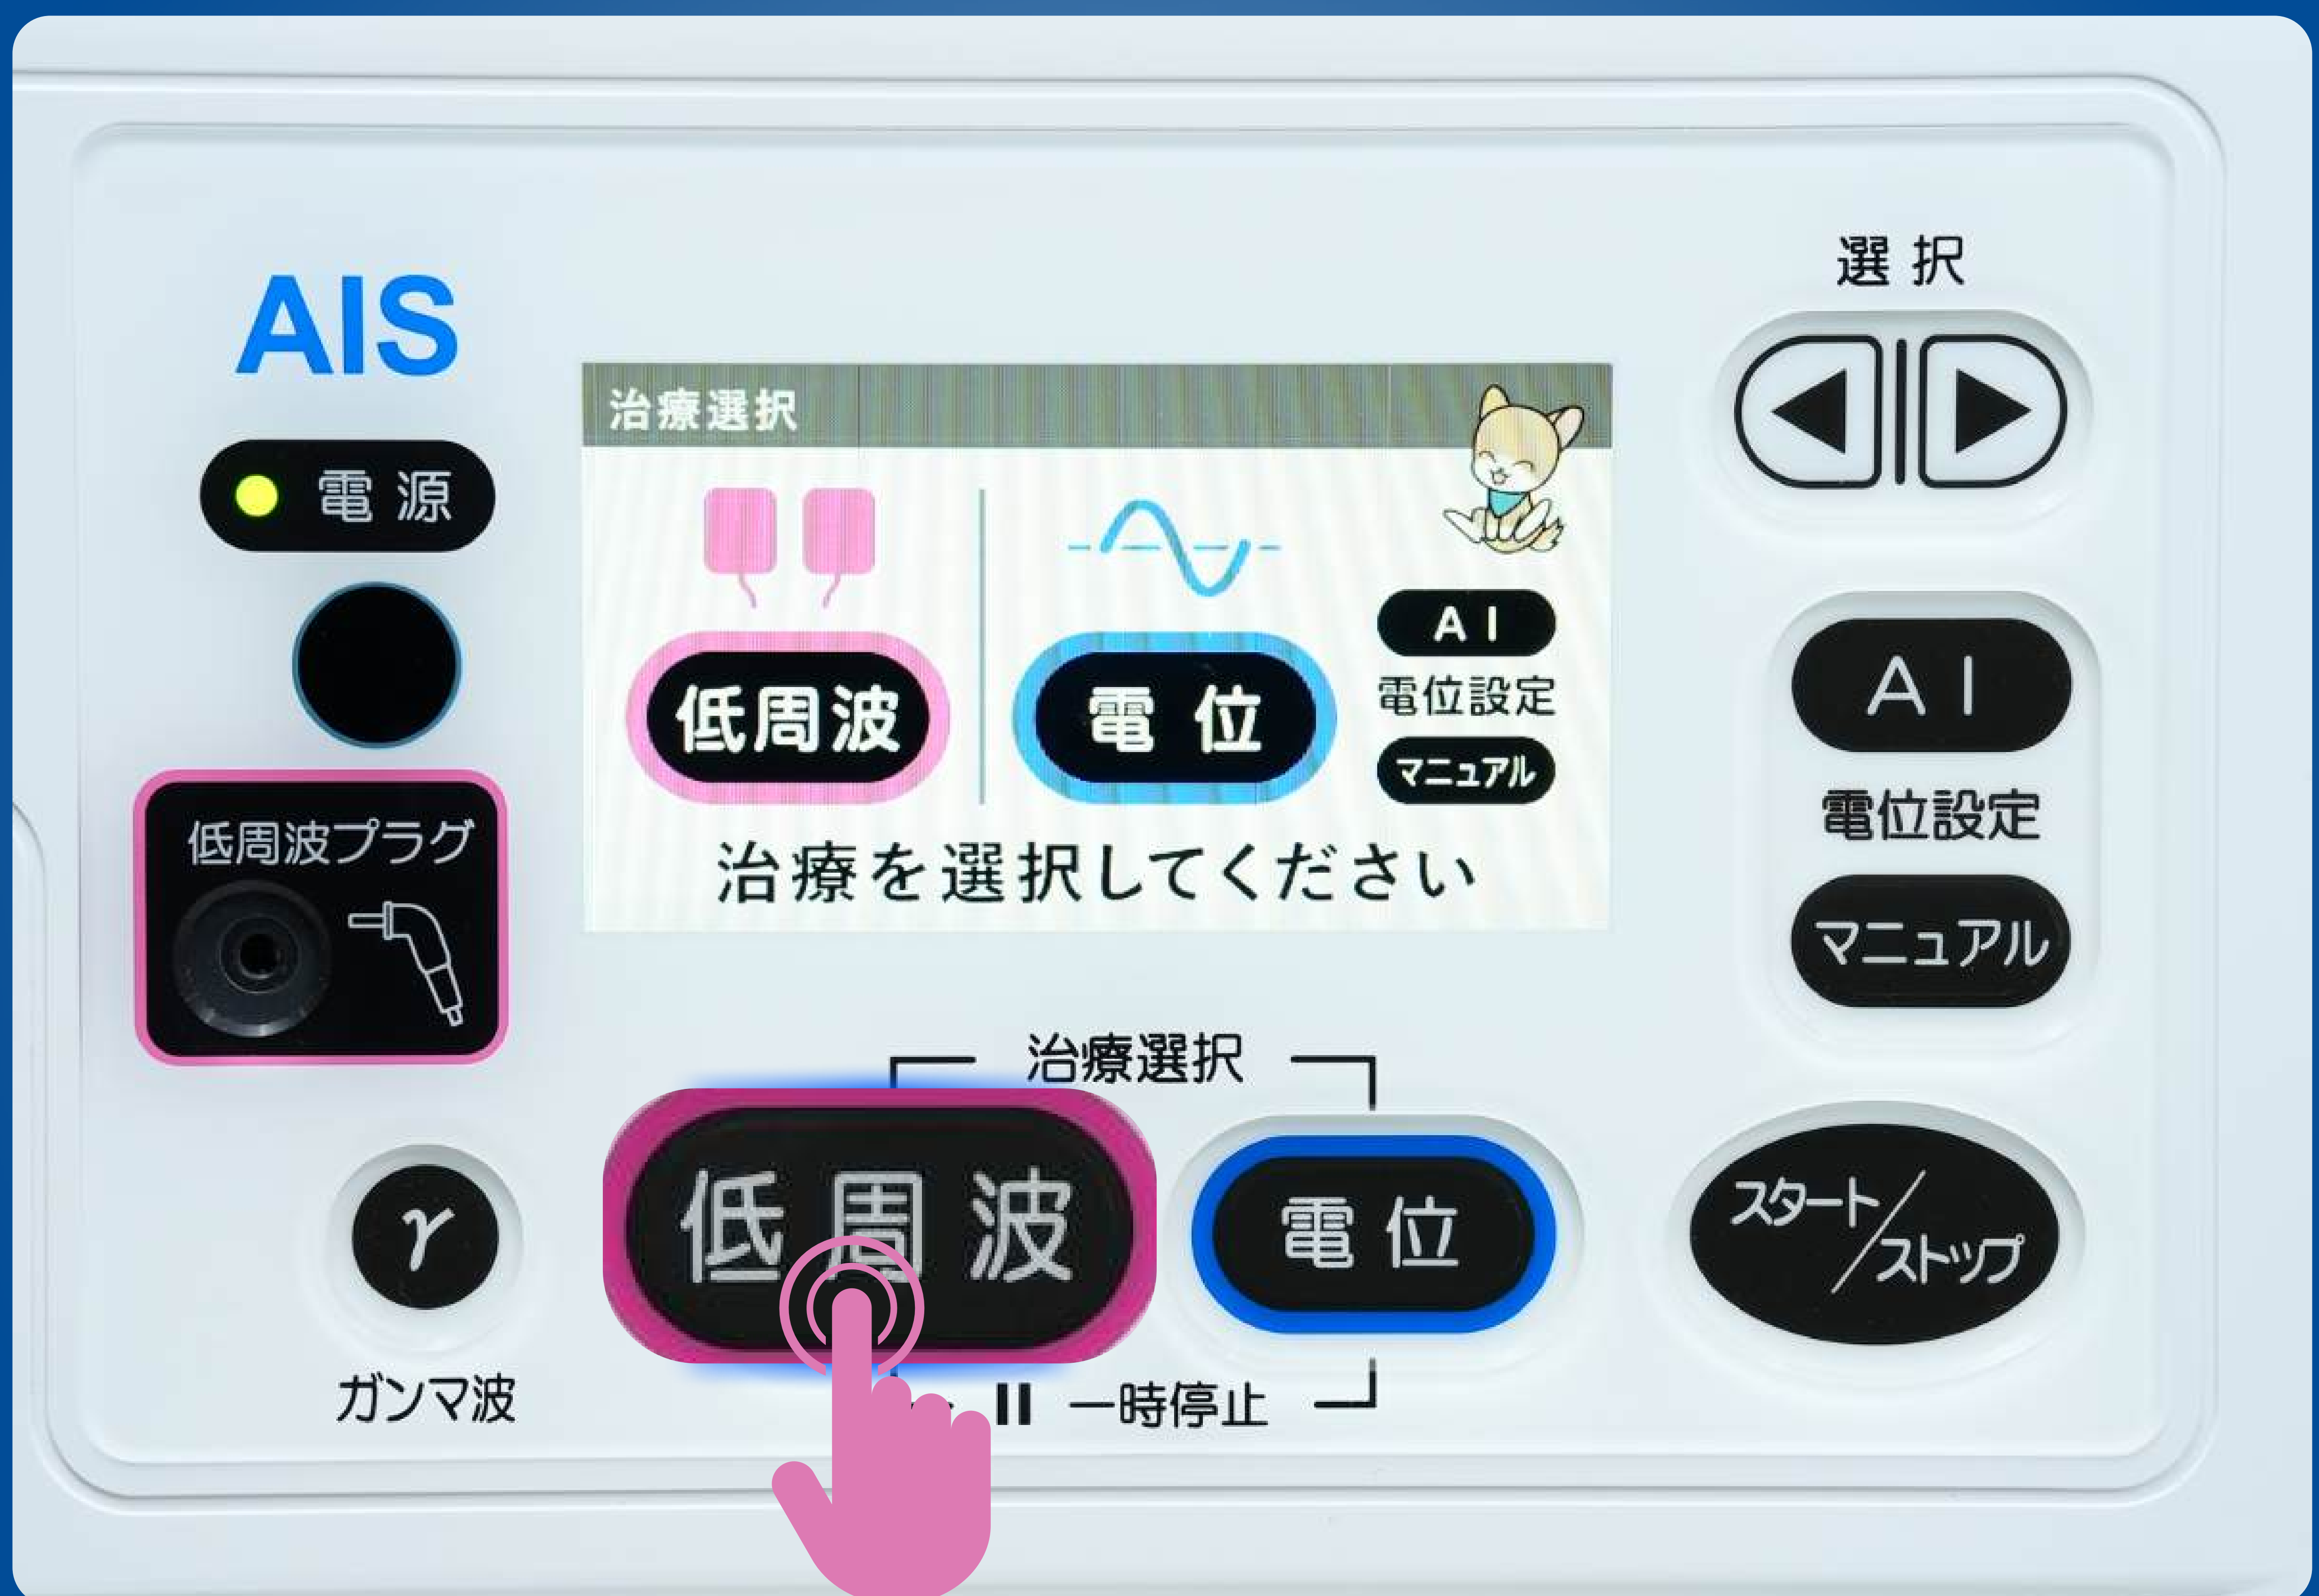 AIS
電源
低周波プラグ
γ
ガンマ波
治療選択
低周波
電位
AI
電位設定
マニュアル
治療を選択してください
治療選択
低周波
電位
II 一時停止
選択
AI
電位設定
マニュアル
スタート/ストップ